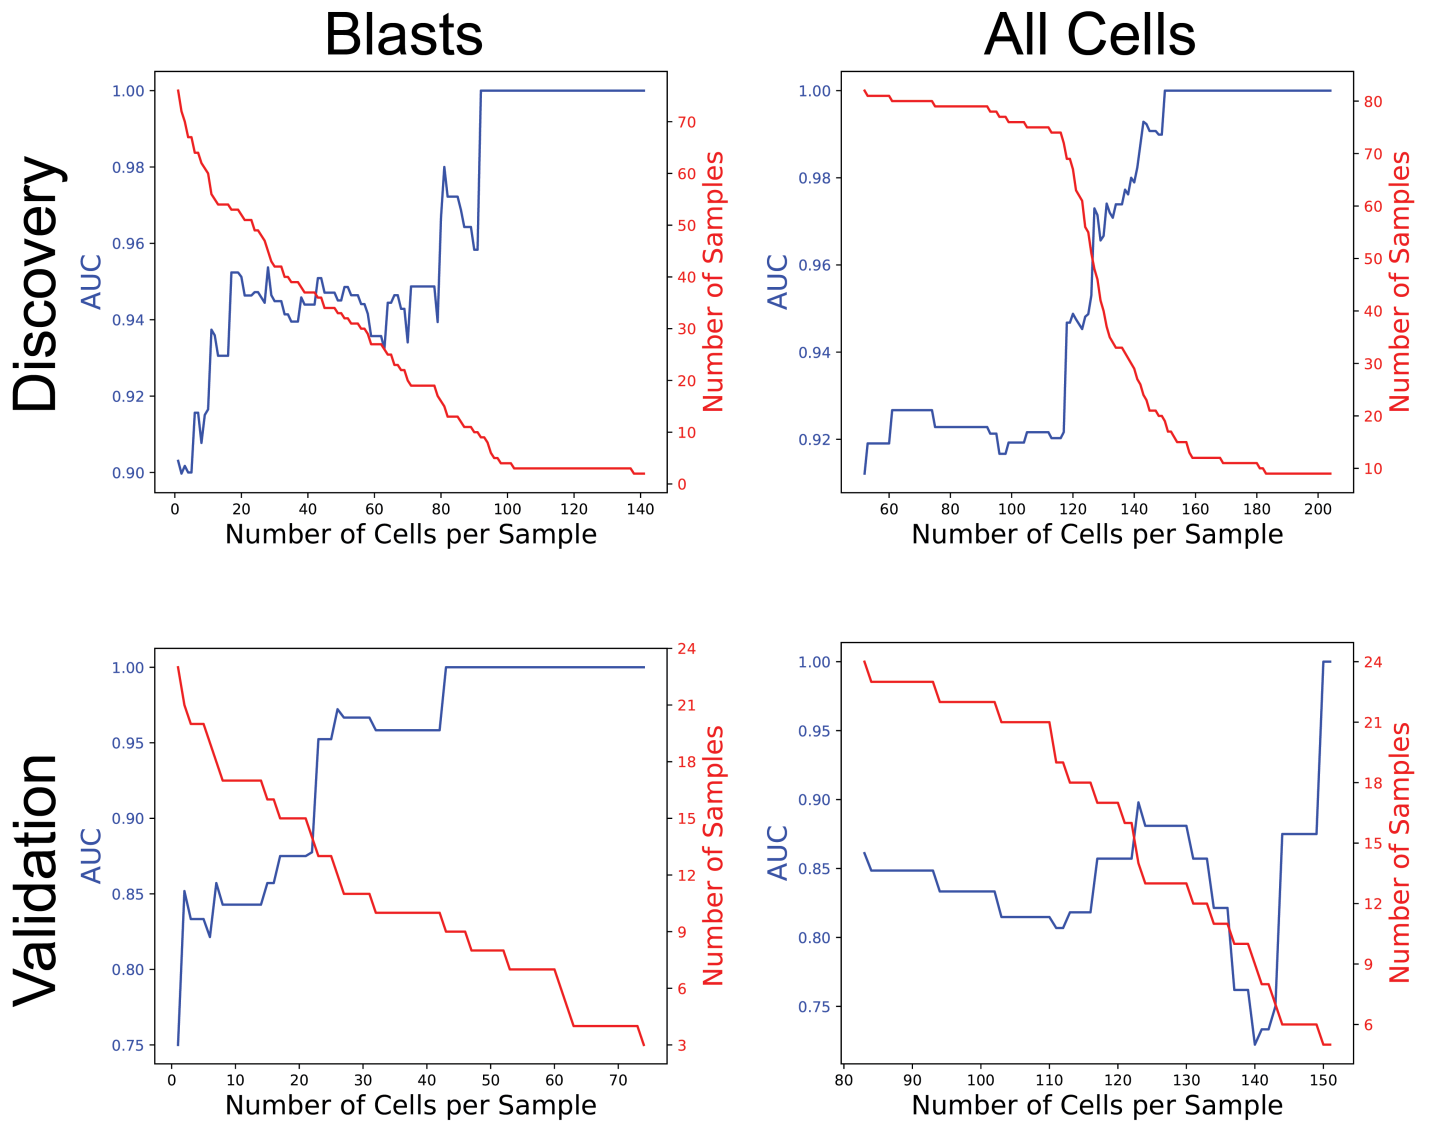 Blasts
All Cells
Discovery
AUC
1.00
0.98
0.96
0.94
0.92
0.90
70
60
50
40
30
20
10
0
Number of Samples
0 20 40 60 80 100 120 140
Number of Cells per Sample
AUC
1.00
0.98
0.96
0.94
0.92
80
70
60
50
40
30
20
10
Number of Samples
60 80 100 120 140 160 180 200
Number of Cells per Sample
Validation
AUC
1.00
0.95
0.90
0.85
0.80
0.75
24
21
18
15
12
9
6
3
Number of Samples
0 10 20 30 40 50 60 70
Number of Cells per Sample
AUC
1.00
0.95
0.90
0.85
0.80
0.75
24
21
18
15
12
9
6
Number of Samples
80 90 100 110 120 130 140 150
Number of Cells per Sample